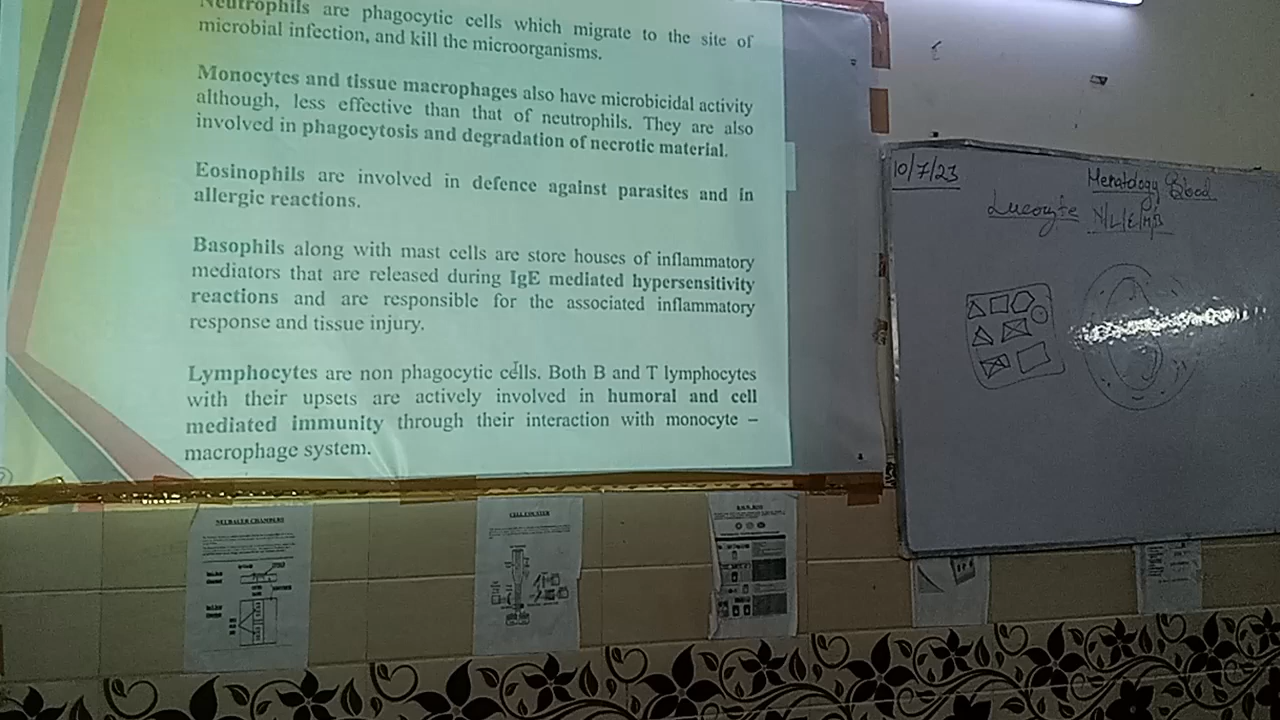 Neutrophils are phagocytic cells which migrate to the site of
microbial infection, and kill the microorganisms.
Monocytes and tissue macrophages also have microbicidal activity
although, less effective than that of neutrophils. They are also
involved in phagocytosis and degradation of necrotic material.
Eosinophils are involved in defence against parasites and in
allergic reactions.
Basophils along with mast cells are store houses of inflammatory
mediators that are released during IgE mediated hypersensitivity
reactions and are responsible for the associated inflammatory
response and tissue injury.
Lymphocytes are non phagocytic cells. Both B and T lymphocytes
with their upsets are actively involved in humoral and cell
mediated immunity through their interaction with monocyte –
macrophage system.
10/7/23
Hematology Blood
Lucocyte N/L/E/M/B
NEUBAUER CHAMBERS
CELL COUNTER